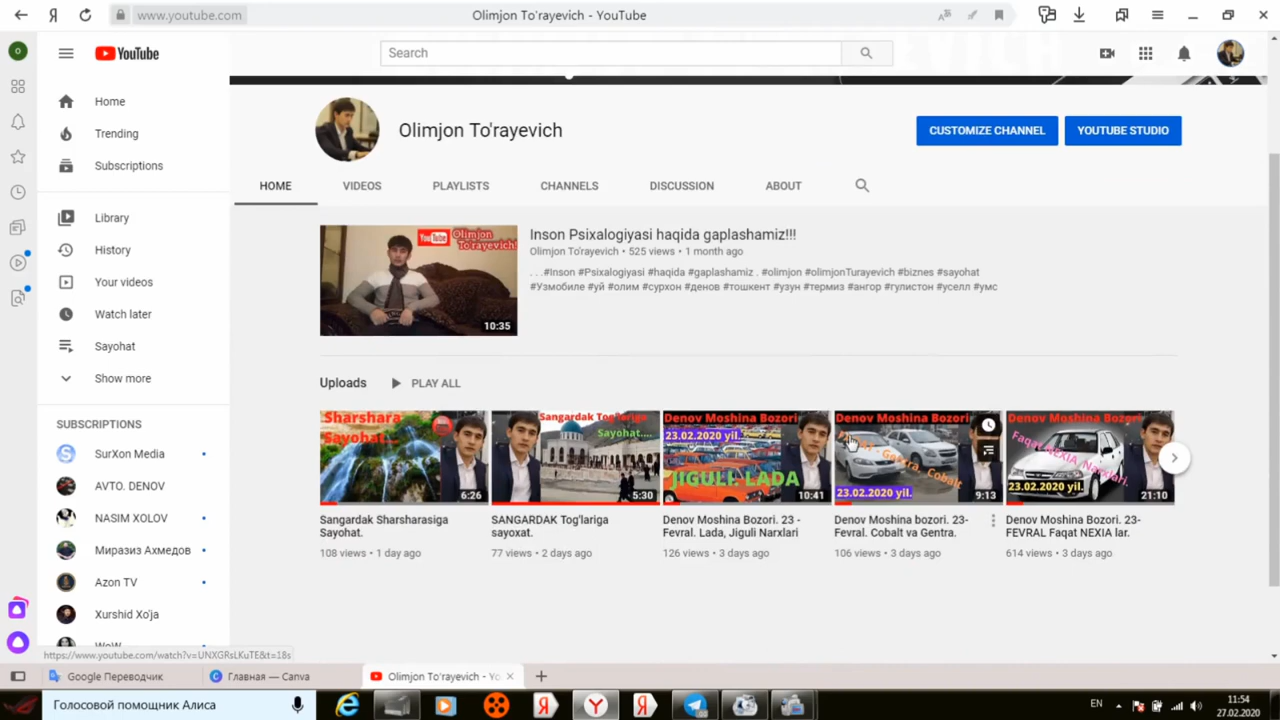 www.youtube.com
Olimjon To'rayevich - YouTube
YouTube
Search
Home
Trending
Subscriptions
Library
History
Your videos
Watch later
Sayohat
Show more
SUBSCRIPTIONS
SurXon Media
AVTO. DENOV
NASIM XOLOV
Миразиз Ахмедов
Azon TV
Xurshid Xo'ja
WoW
Olimjon To'rayevich
CUSTOMIZE CHANNEL
YOUTUBE STUDIO
HOME
VIDEOS
PLAYLISTS
CHANNELS
DISCUSSION
ABOUT
YouTube Olimjon
To'rayevich!
10:35
Inson Psixalogiyasi haqida gaplashamiz!!!
Olimjon To'rayevich • 525 views • 1 month ago
. . .#Inson #Psixalogiyasi #haqida #gaplashamiz . #olimjon #olimjonTurayevich #biznes #sayohat
#Узмобиле #уй #олим #сурхон #денов #тошкент #узун #термиз #ангор #гулистон #уселл #умс
Uploads
PLAY ALL
Sharshara
Sayohat...
6:26
Sangardak Sharsharasiga
Sayohat.
108 views • 1 day ago
Sangardak Tog'lariga
Sayohat....
5:30
SANGARDAK Tog'lariga
sayoxat.
77 views • 2 days ago
Denov Moshina Bozori
23.02.2020 yil.
JIGULI LADA
10:41
Denov Moshina Bozori. 23 -
Fevral. Lada, Jiguli Narxlari
126 views • 3 days ago
Denov Moshina Bozori
Gentra, Cobalt
23.02.2020 yil.
9:13
Denov Moshina bozori. 23-
Fevral. Cobalt va Gentra.
106 views • 3 days ago
Denov Moshina Bozori
Faqat NEXIA Narxlari.
23.02.2020 yil.
21:10
Denov Moshina Bozori. 23-
FEVRAL Faqat NEXIA lar.
614 views • 3 days ago
https://www.youtube.com/watch?v=UNXGRsLKuTE&t=18s
Google Переводчик
Главная — Canva
Olimjon To'rayevich - Yo
Голосовой помощник Алиса
EN
11:54
27.02.2020